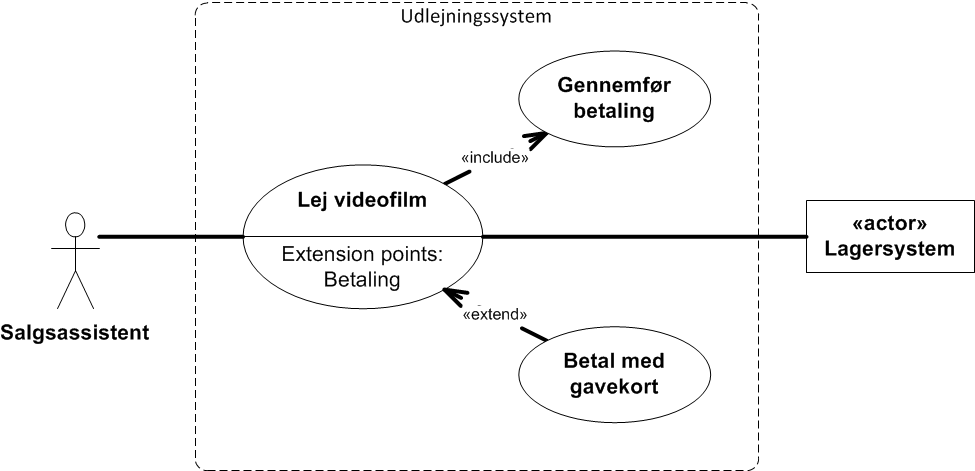 Udlejningssystem
Gennemfør
betaling
«include»
Lej videofilm
Extension points:
Betaling
«actor»
Lagersystem
Salgsassistent
«extend»
Betal med
gavekort